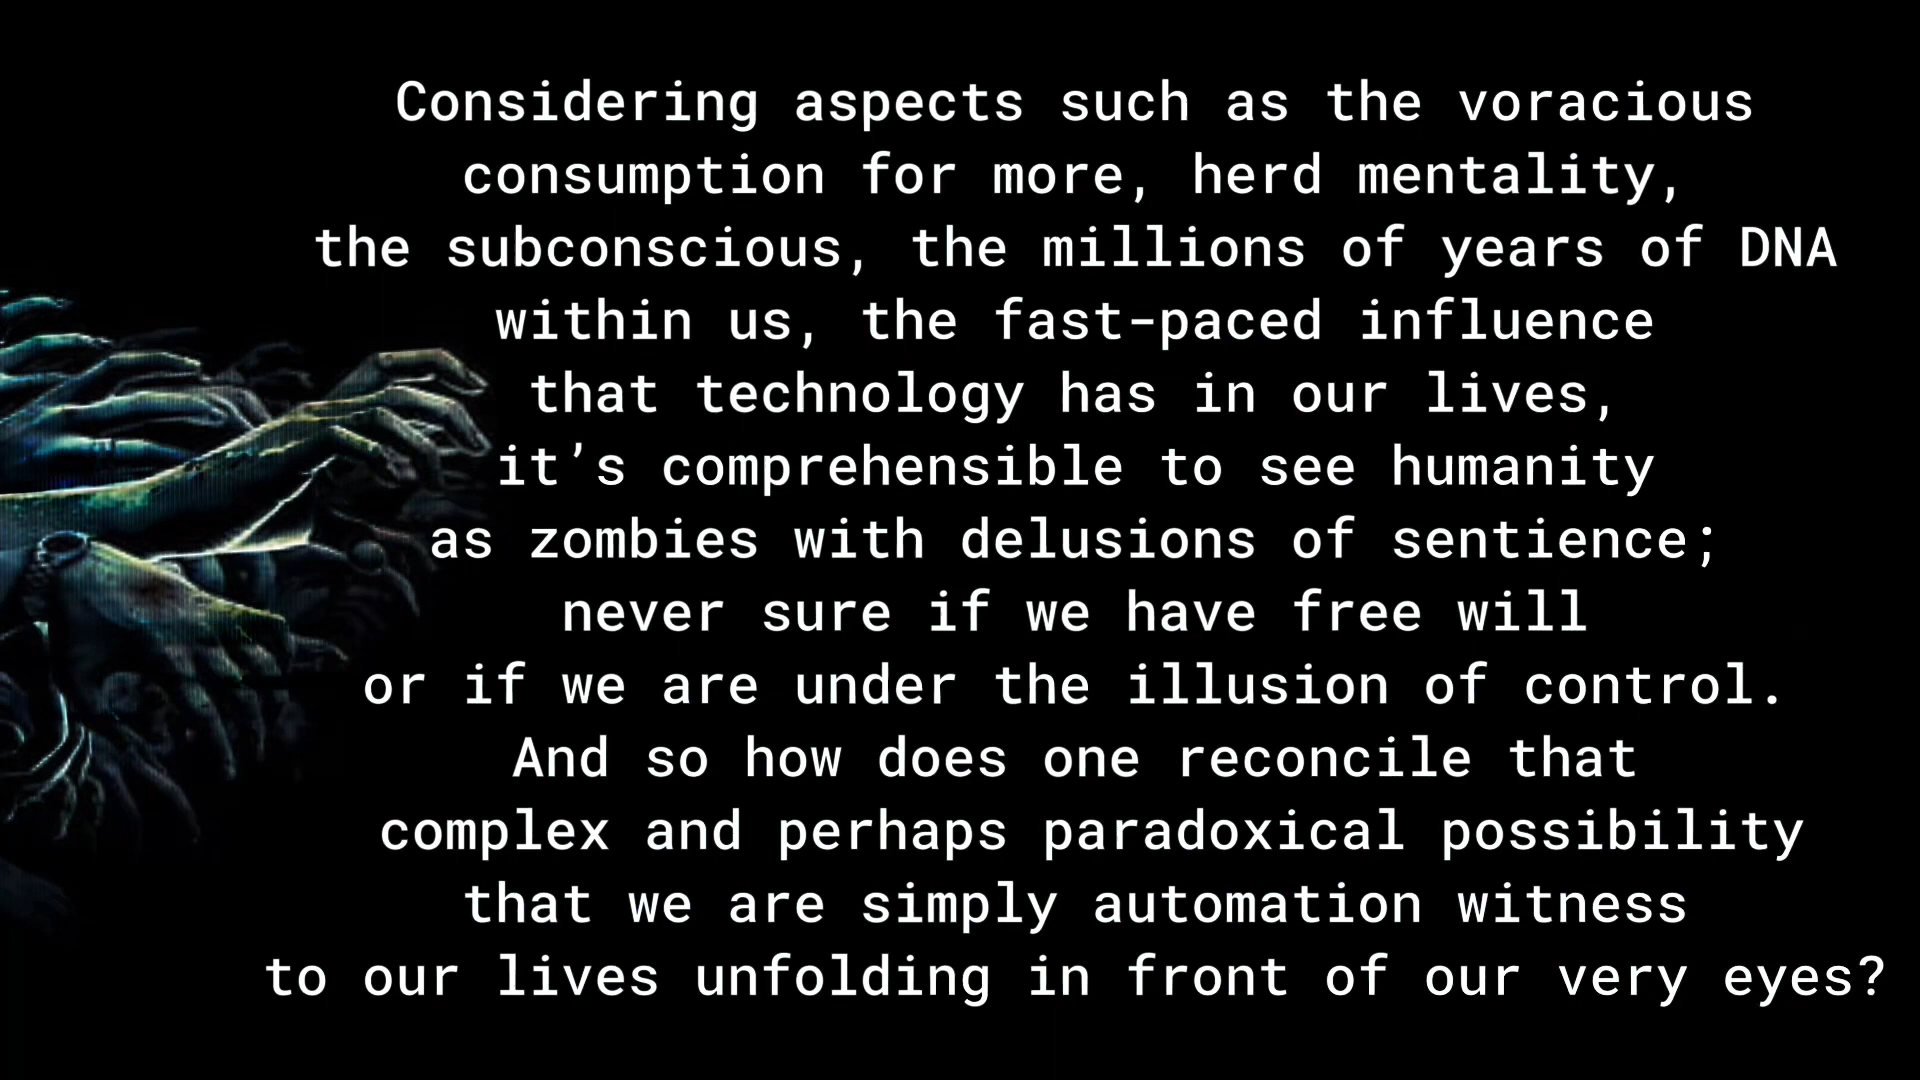 Considering aspects such as the voracious
consumption for more, herd mentality,
the subconscious, the millions of years of DNA
within us, the fast-paced influence
that technology has in our lives,
it’s comprehensible to see humanity
as zombies with delusions of sentience;
never sure if we have free will
or if we are under the illusion of control.
And so how does one reconcile that
complex and perhaps paradoxical possibility
that we are simply automation witness
to our lives unfolding in front of our very eyes?